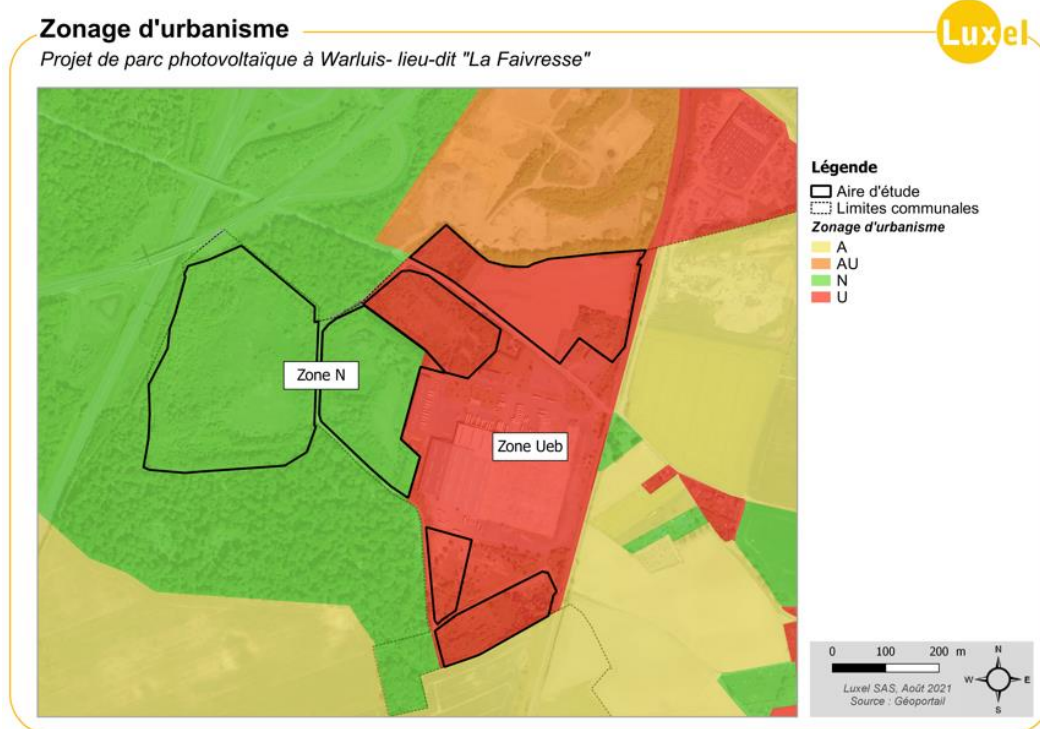 Zonage d'urbanisme
Projet de parc photovoltaïque à Warluis- lieu-dit "La Faivresse"
Luxel
Zone N
Zone Ueb
Légende
Aire d'étude
Limites communales
Zonage d'urbanisme
A
AU
N
U
0 100 200 m
N
W E
S
Luxel SAS, Août 2021
Source : Géoportail